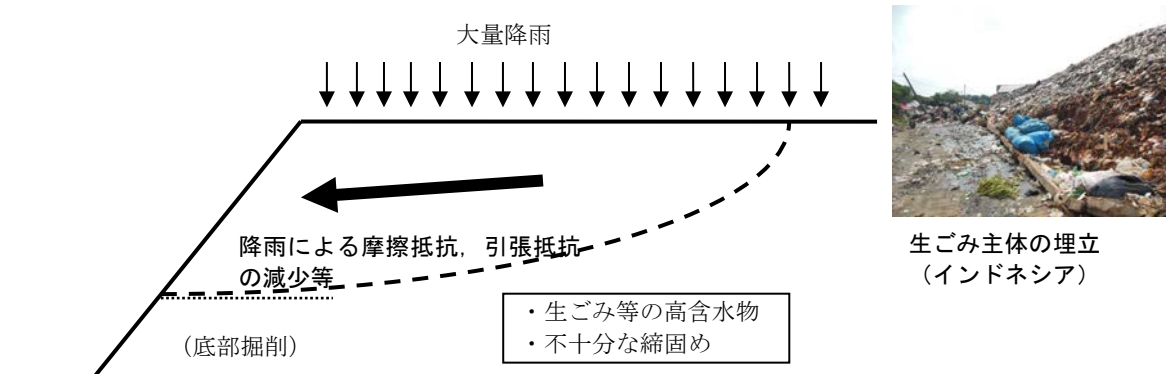 大量降雨
降雨による摩擦抵抗，引張抵抗
の減少等
（底部掘削）
・生ごみ等の高含水物
・不十分な締固め
生ごみ主体の埋立
（インドネシア）